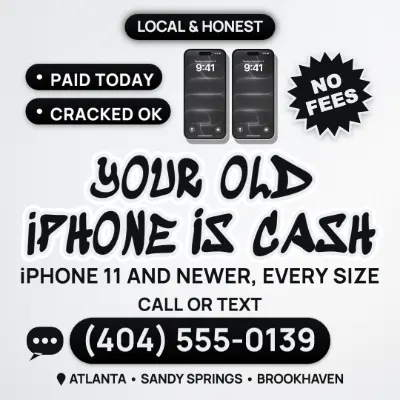 LOCAL & HONEST
• PAID TODAY
• CRACKED OK
9:41
9:41
NO
FEES
YOUR OLD
iPHONE iS CASH
iPHONE 11 AND NEWER, EVERY SIZE
CALL OR TEXT
(404) 555-0139
ATLANTA • SANDY SPRINGS • BROOKHAVEN